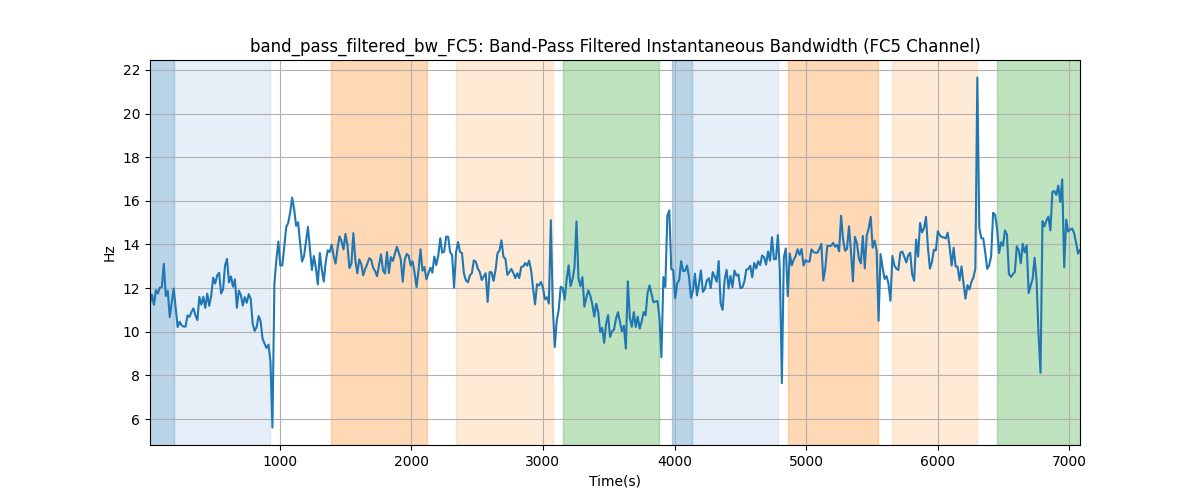 band_pass_filtered_bw_FC5: Band-Pass Filtered Instantaneous Bandwidth (FC5 Channel)
22
20
18
16
14
12
10
8
6
Hz
1000 2000 3000 4000 5000 6000 7000
Time(s)